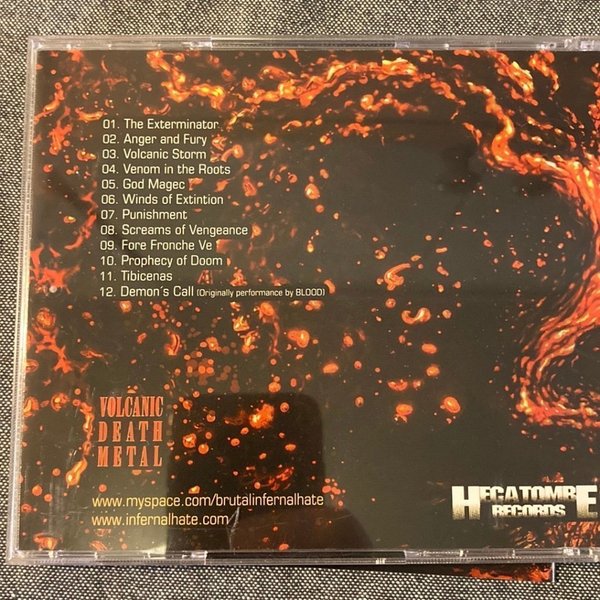 01. The Exterminator
02. Anger and Fury
03. Volcanic Storm
04. Venom in the Roots
05. God Magec
06. Winds of Extintion
07. Punishment
08. Screams of Vengeance
09. Fore Fronche Ve
10. Prophecy of Doom
11. Tibicenas
12. Demon´s Call (Originally performance by BLOOD)
VOLCANIC
DEATH
METAL
www.myspace.com/brutalinfernalhate
www.infernalhate.com
HECATOMBE
RECORDS